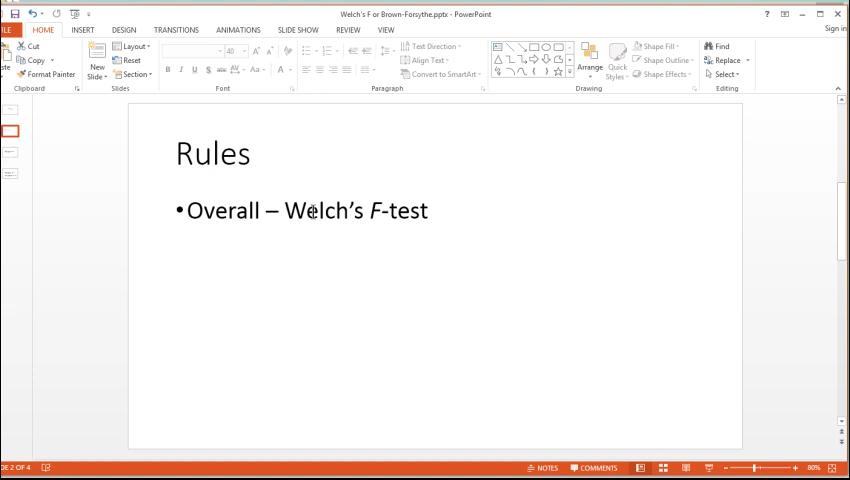 Welch's F or Brown-Forsythe.pptx - PowerPoint
FILE HOME INSERT DESIGN TRANSITIONS ANIMATIONS SLIDE SHOW REVIEW VIEW Sign in
Cut
Copy
Format Painter
Clipboard
New Slide
Layout
Reset
Section
Slides
40
Font
Text Direction
Align Text
Convert to SmartArt
Paragraph
Arrange
Quick Styles
Shape Fill
Shape Outline
Shape Effects
Drawing
Find
Replace
Select
Editing
Rules
•Overall – Welch's F-test
DE 2 OF 4 NOTES COMMENTS 80%